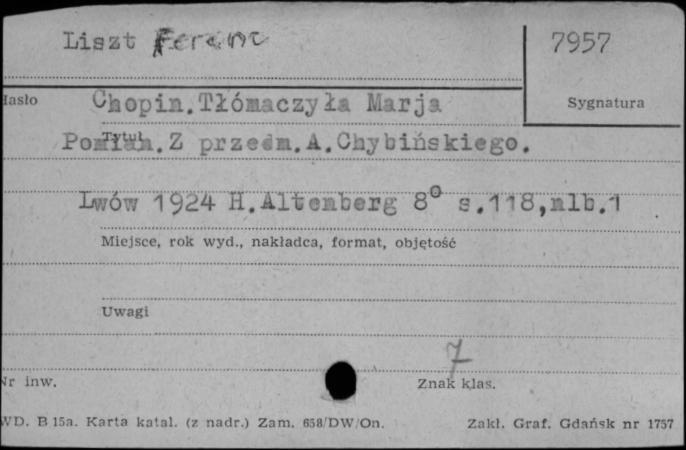 Liszt Ferenc
7957
Hasło
Chopin.Tłómaczyła Marja
Sygnatura
Tytuł
Pomian.Z przedm.A.Chybińskiego.
Lwów 1924 H.Altenberg 8° s.118,nlb.1
Miejsce, rok wyd., nakładca, format, objętość
Uwagi
7
Nr inw.
Znak klas.
WD. B 15a. Karta katal. (z nadr.) Zam. 658/DW/On.
Zakł. Graf. Gdańsk nr 1757